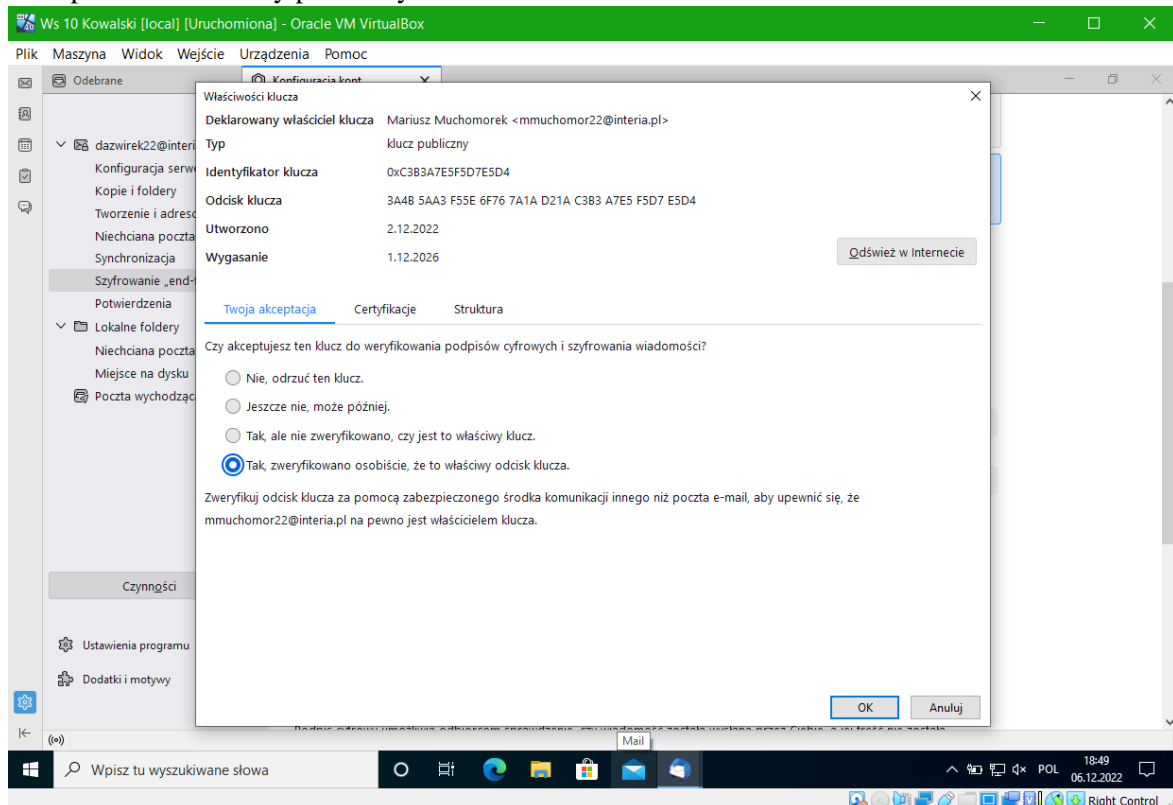 Ws 10 Kowalski [local] [Uruchomiona] - Oracle VM VirtualBox
Plik Maszyna Widok Wejście Urządzenia Pomoc
Odebrane
Konfiguracja kont
Właściwości klucza
Deklarowany właściciel klucza Mariusz Muchomorek <mmuchomor22@interia.pl>
Typ klucz publiczny
Identyfikator klucza 0xC3B3A7E5F5D7E5D4
Odcisk klucza 3A4B 5AA3 F55E 6F76 7A1A D21A C3B3 A7E5 F5D7 E5D4
Utworzono 2.12.2022
Wygasanie 1.12.2026
Odśwież w Internecie
Twoja akceptacja Certyfikacje Struktura
Czy akceptujesz ten klucz do weryfikowania podpisów cyfrowych i szyfrowania wiadomości?
Nie, odrzuć ten klucz.
Jeszcze nie, może później.
Tak, ale nie zweryfikowano, czy jest to właściwy klucz.
Tak, zweryfikowano osobiście, że to właściwy odcisk klucza.
Zweryfikuj odcisk klucza za pomocą zabezpieczonego środka komunikacji innego niż poczta e-mail, aby upewnić się, że
mmuchomor22@interia.pl na pewno jest właścicielem klucza.
OK Anuluj
dazwirek22@interi
Konfiguracja serw
Kopie i foldery
Tworzenie i adreso
Niechciana poczta
Synchronizacja
Szyfrowanie „end-
Potwierdzenia
Lokalne foldery
Niechciana poczta
Miejsce na dysku
Poczta wychodząc
Czynności
Ustawienia programu
Dodatki i motywy
Mail
Wpisz tu wyszukiwane słowa
POL
18:49
06.12.2022
Right Control